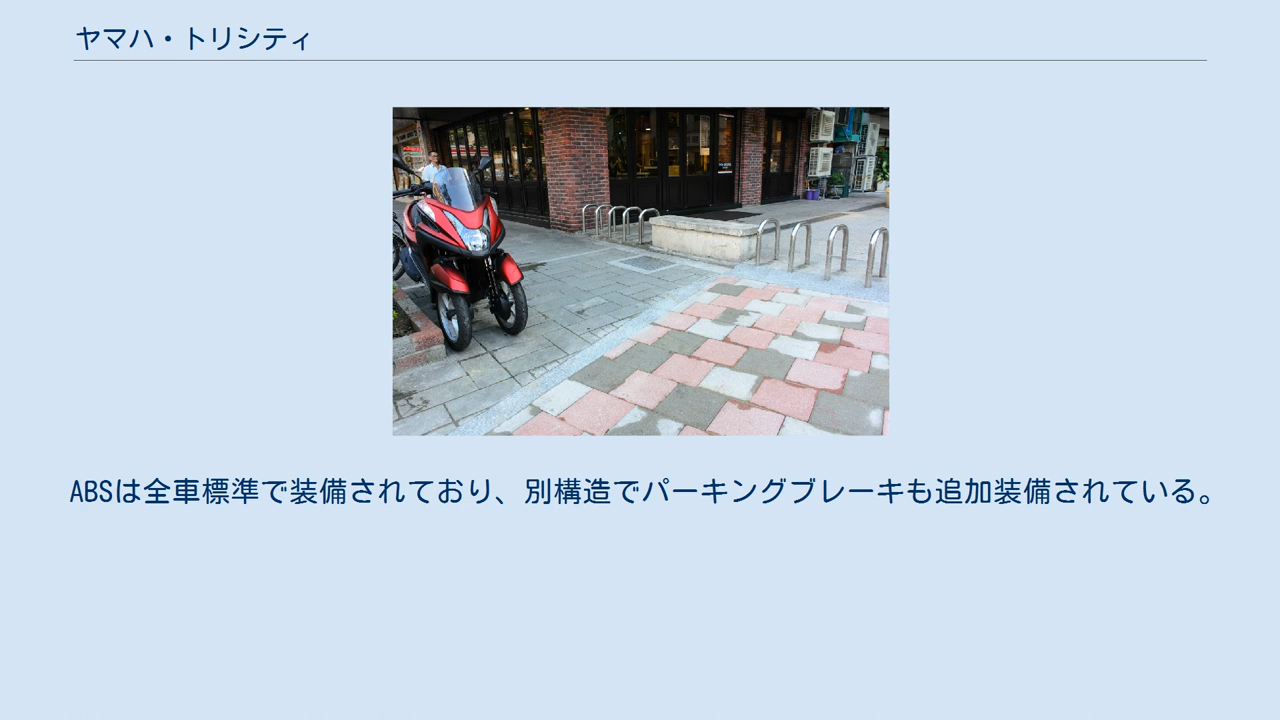 ヤマハ・トリシティ
ABSは全車標準で装備されており、別構造でパーキングブレーキも追加装備されている。